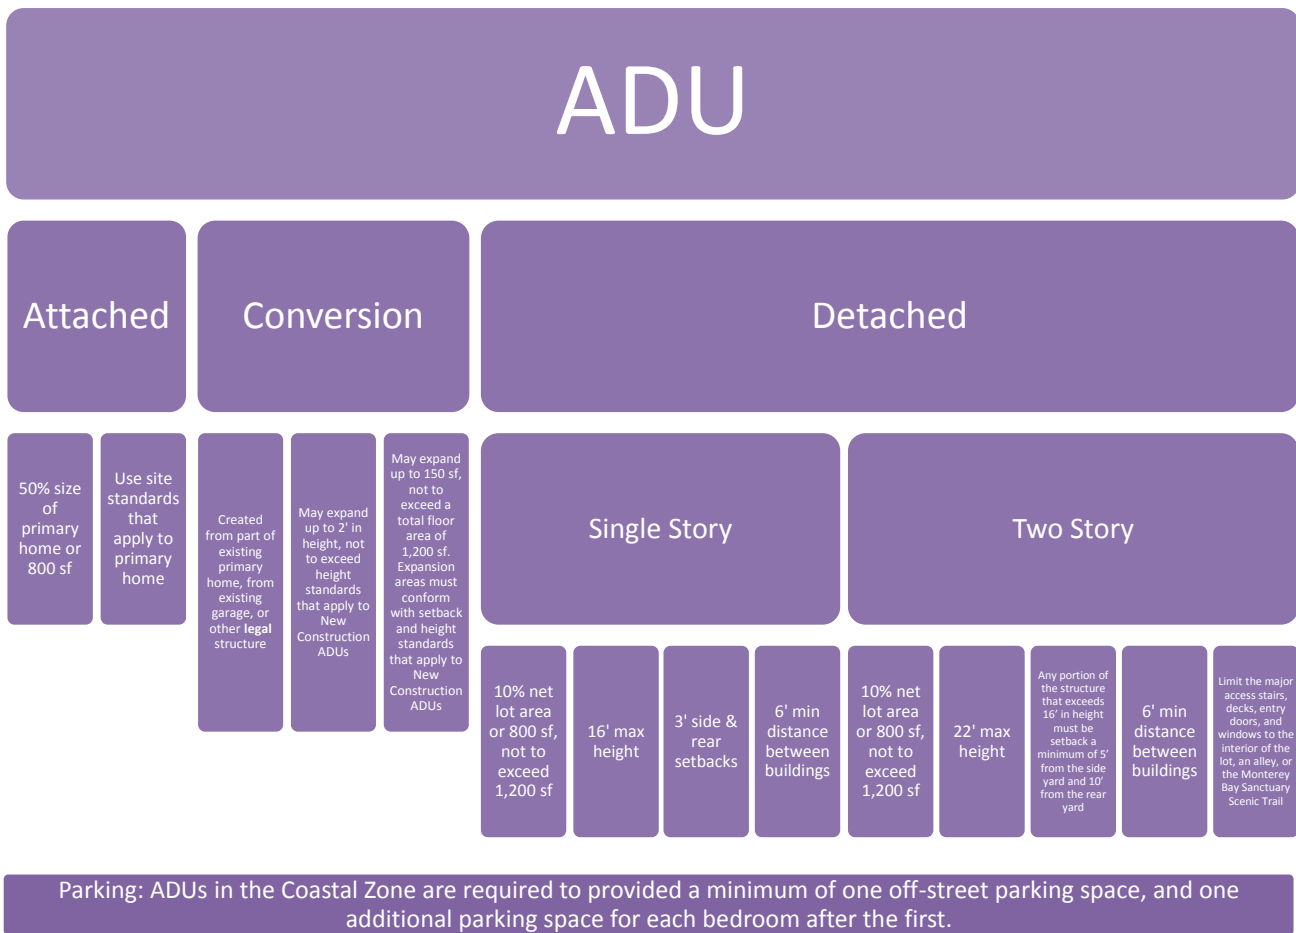 ADU
Attached
Conversion
Detached
50% size
of
primary
home or
800 sf
Use site
standards
that
apply to
primary
home
Created
from part of
existing
primary
home, from
existing
garage, or
other legal
structure
May expand
up to 2' in
height, not
to exceed
height
standards
that apply to
New
Construction
ADUs
May expand
up to 150 sf,
not to
exceed a
total floor
area of
1,200 sf.
Expansion
areas must
conform
with setback
and height
standards
that apply to
New
Construction
ADUs
Single Story
Two Story
10% net
lot area
or 800 sf,
not to
exceed
1,200 sf
16' max
height
3' side &
rear
setbacks
6' min
distance
between
buildings
10% net
lot area
or 800 sf,
not to
exceed
1,200 sf
22' max
height
Any portion of
the structure
that exceeds
16’ in height
must be
setback a
minimum of 5’
from the side
yard and 10’
from the rear
yard
6' min
distance
between
buildings
Limit the major
access stairs,
decks, entry
doors, and
windows to the
interior of the
lot, an alley, or
the Monterey
Bay Sanctuary
Scenic Trail
Parking: ADUs in the Coastal Zone are required to provided a minimum of one off-street parking space, and one
additional parking space for each bedroom after the first.